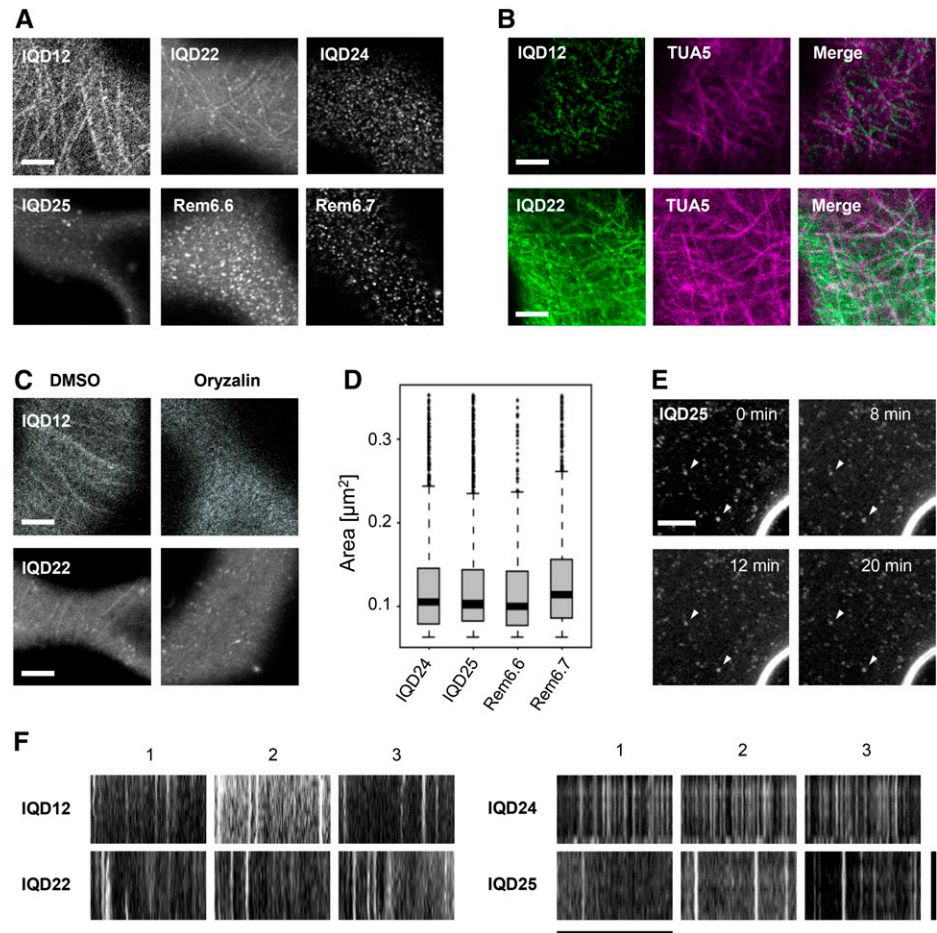 A
IQD12 IQD22 IQD24
IQD25 Rem6.6 Rem6.7
B
IQD12 TUA5 Merge
IQD22 TUA5 Merge
C
DMSO Oryzalin
IQD12
IQD22
D
Area [µm²]
0.3
0.2
0.1
IQD24 IQD25 Rem6.6 Rem6.7
E
IQD25 0 min 8 min
12 min 20 min
F
1 2 3 1 2 3
IQD12 IQD24
IQD22 IQD25